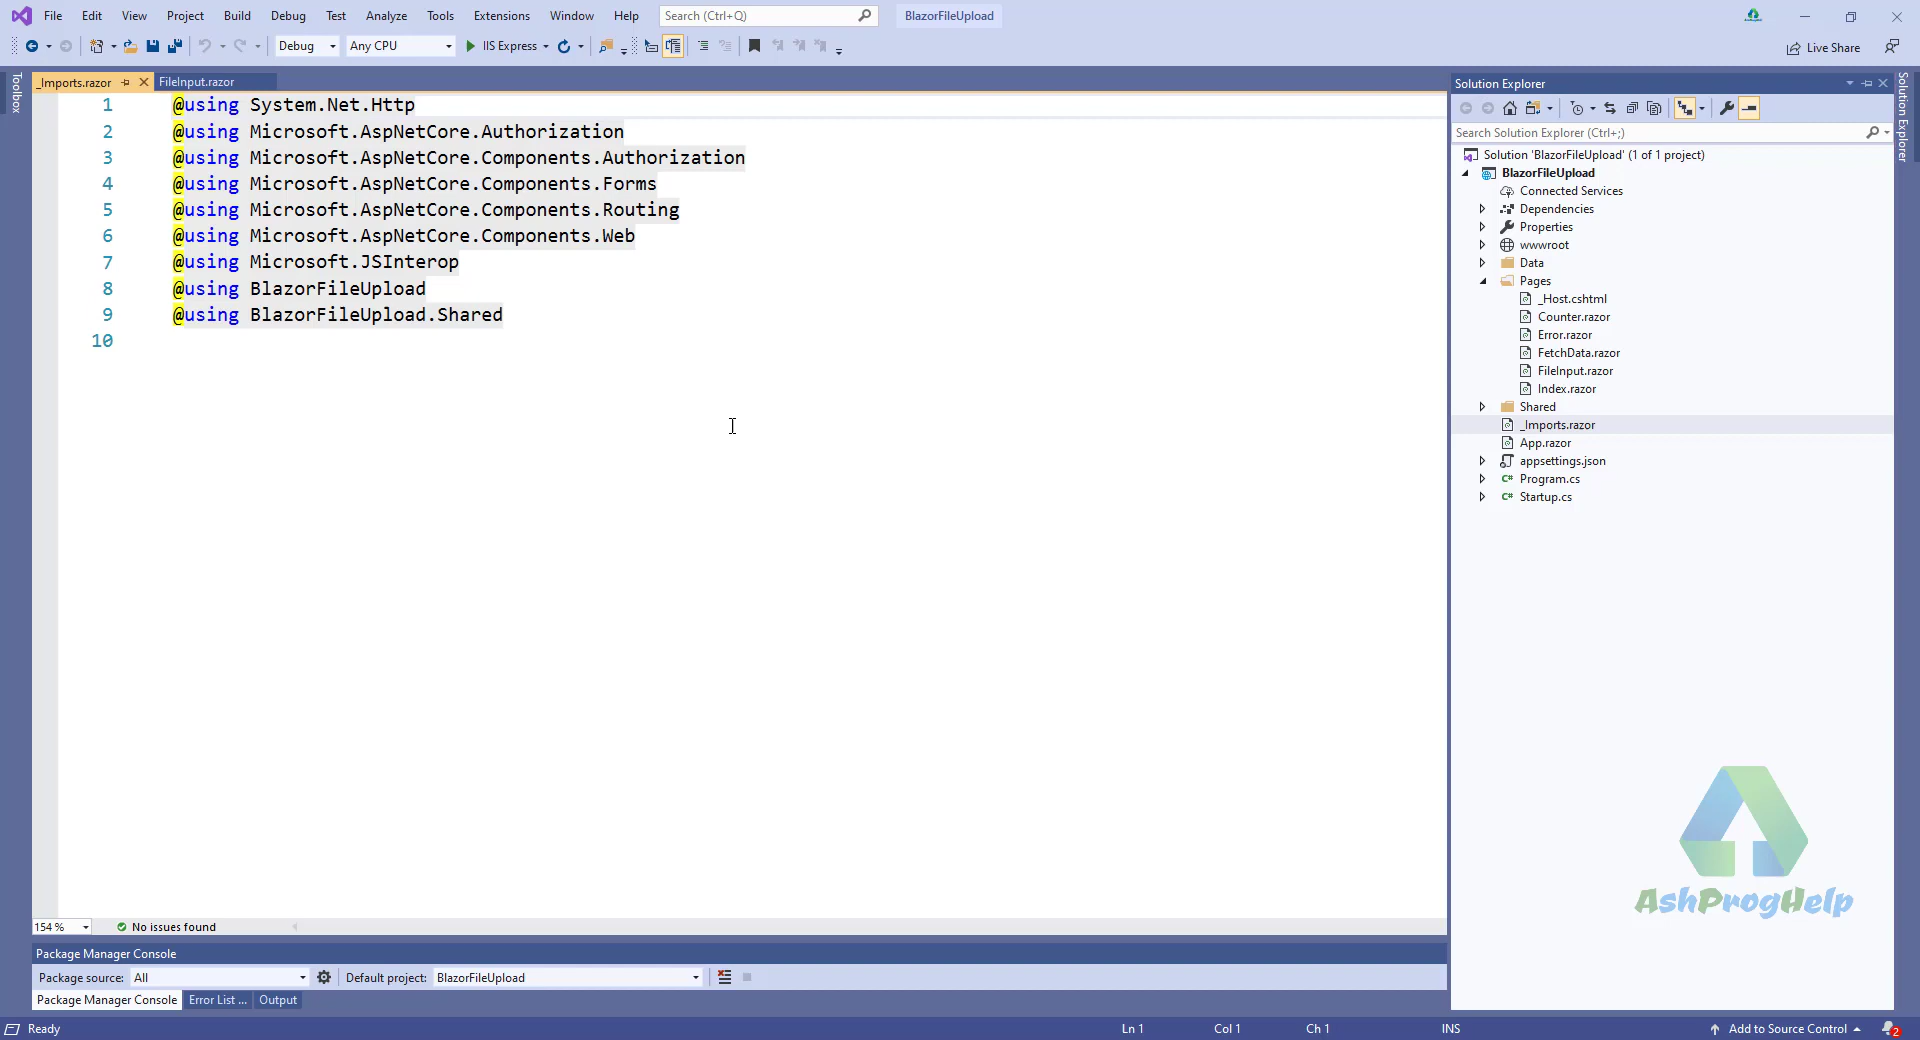 File Edit View Project Build Debug Test Analyze Tools Extensions Window Help Search (Ctrl+Q) BlazorFileUpload
Debug Any CPU IIS Express Live Share
Toolbox
_Imports.razor FileInput.razor
1 @using System.Net.Http
2 @using Microsoft.AspNetCore.Authorization
3 @using Microsoft.AspNetCore.Components.Authorization
4 @using Microsoft.AspNetCore.Components.Forms
5 @using Microsoft.AspNetCore.Components.Routing
6 @using Microsoft.AspNetCore.Components.Web
7 @using Microsoft.JSInterop
8 @using BlazorFileUpload
9 @using BlazorFileUpload.Shared
10
154 % No issues found
Package Manager Console
Package source: All Default project: BlazorFileUpload
Package Manager Console Error List ... Output
Solution Explorer
Search Solution Explorer (Ctrl+;)
Solution 'BlazorFileUpload' (1 of 1 project)
BlazorFileUpload
Connected Services
Dependencies
Properties
wwwroot
Data
Pages
_Host.cshtml
Counter.razor
Error.razor
FetchData.razor
FileInput.razor
Index.razor
Shared
_Imports.razor
App.razor
appsettings.json
C# Program.cs
C# Startup.cs
AshProgHelp
Solution Explorer
Ready Ln 1 Col 1 Ch 1 INS Add to Source Control 2